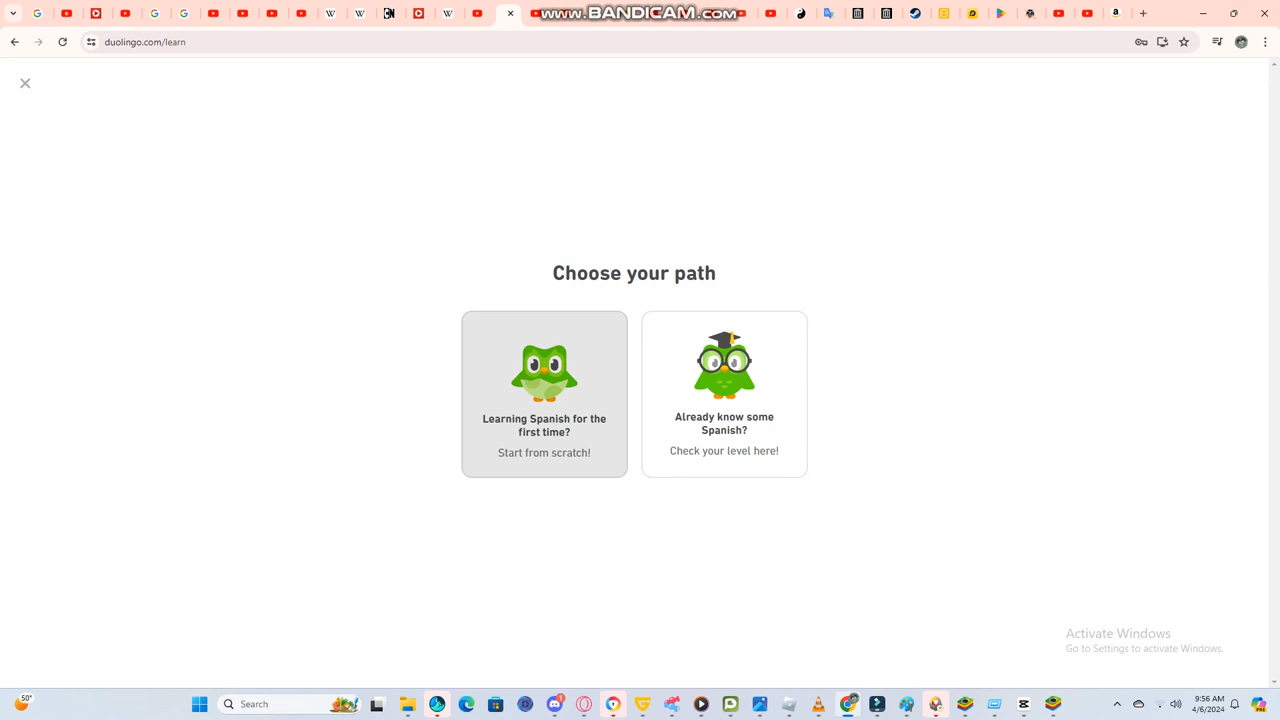 www.BANDICAM.com
duolingo.com/learn
Choose your path
Learning Spanish for the
first time?
Start from scratch!
Already know some
Spanish?
Check your level here!
Activate Windows
Go to Settings to activate Windows.
50°
Search
1
9:56 AM
4/6/2024